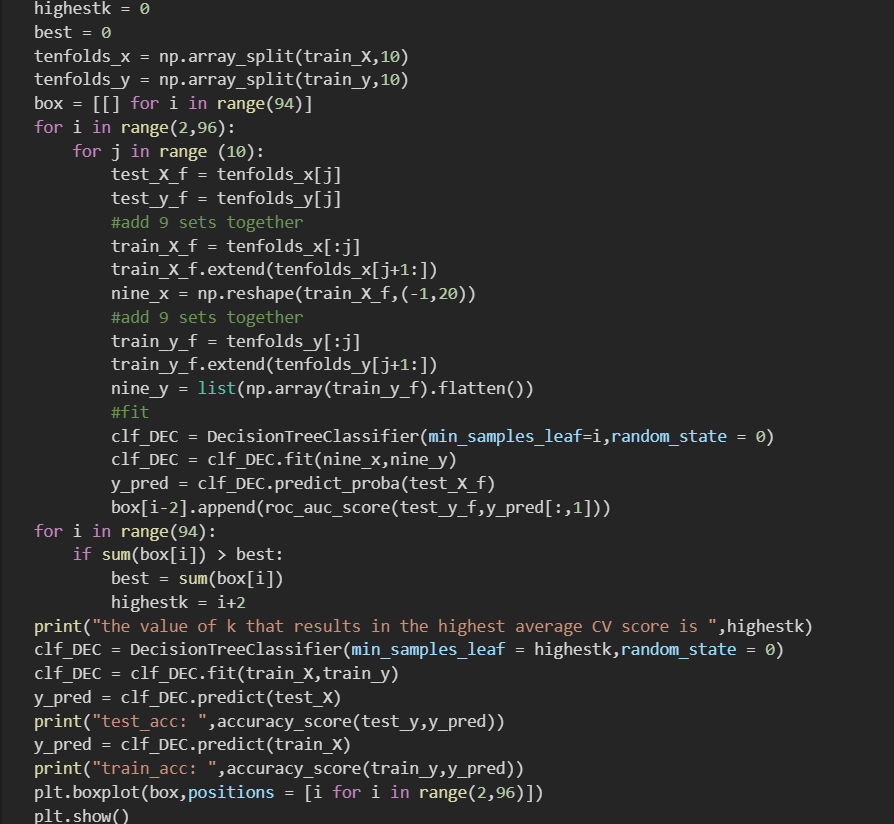 highestk = 0
best = 0
tenfolds_x = np.array_split(train_X,10)
tenfolds_y = np.array_split(train_y,10)
box = [[] for i in range(94)]
for i in range(2,96):
    for j in range (10):
        test_X_f = tenfolds_x[j]
        test_y_f = tenfolds_y[j]
        #add 9 sets together
        train_X_f = tenfolds_x[:j]
        train_X_f.extend(tenfolds_x[j+1:])
        nine_x = np.reshape(train_X_f,(-1,20))
        #add 9 sets together
        train_y_f = tenfolds_y[:j]
        train_y_f.extend(tenfolds_y[j+1:])
        nine_y = list(np.array(train_y_f).flatten())
        #fit
        clf_DEC = DecisionTreeClassifier(min_samples_leaf=i,random_state = 0)
        clf_DEC = clf_DEC.fit(nine_x,nine_y)
        y_pred = clf_DEC.predict_proba(test_X_f)
        box[i-2].append(roc_auc_score(test_y_f,y_pred[:,1]))
for i in range(94):
    if sum(box[i]) > best:
        best = sum(box[i])
        highestk = i+2
print("the value of k that results in the highest average CV score is ",highestk)
clf_DEC = DecisionTreeClassifier(min_samples_leaf = highestk,random_state = 0)
clf_DEC = clf_DEC.fit(train_X,train_y)
y_pred = clf_DEC.predict(test_X)
print("test_acc: ",accuracy_score(test_y,y_pred))
y_pred = clf_DEC.predict(train_X)
print("train_acc: ",accuracy_score(train_y,y_pred))
plt.boxplot(box,positions = [i for i in range(2,96)])
plt.show()